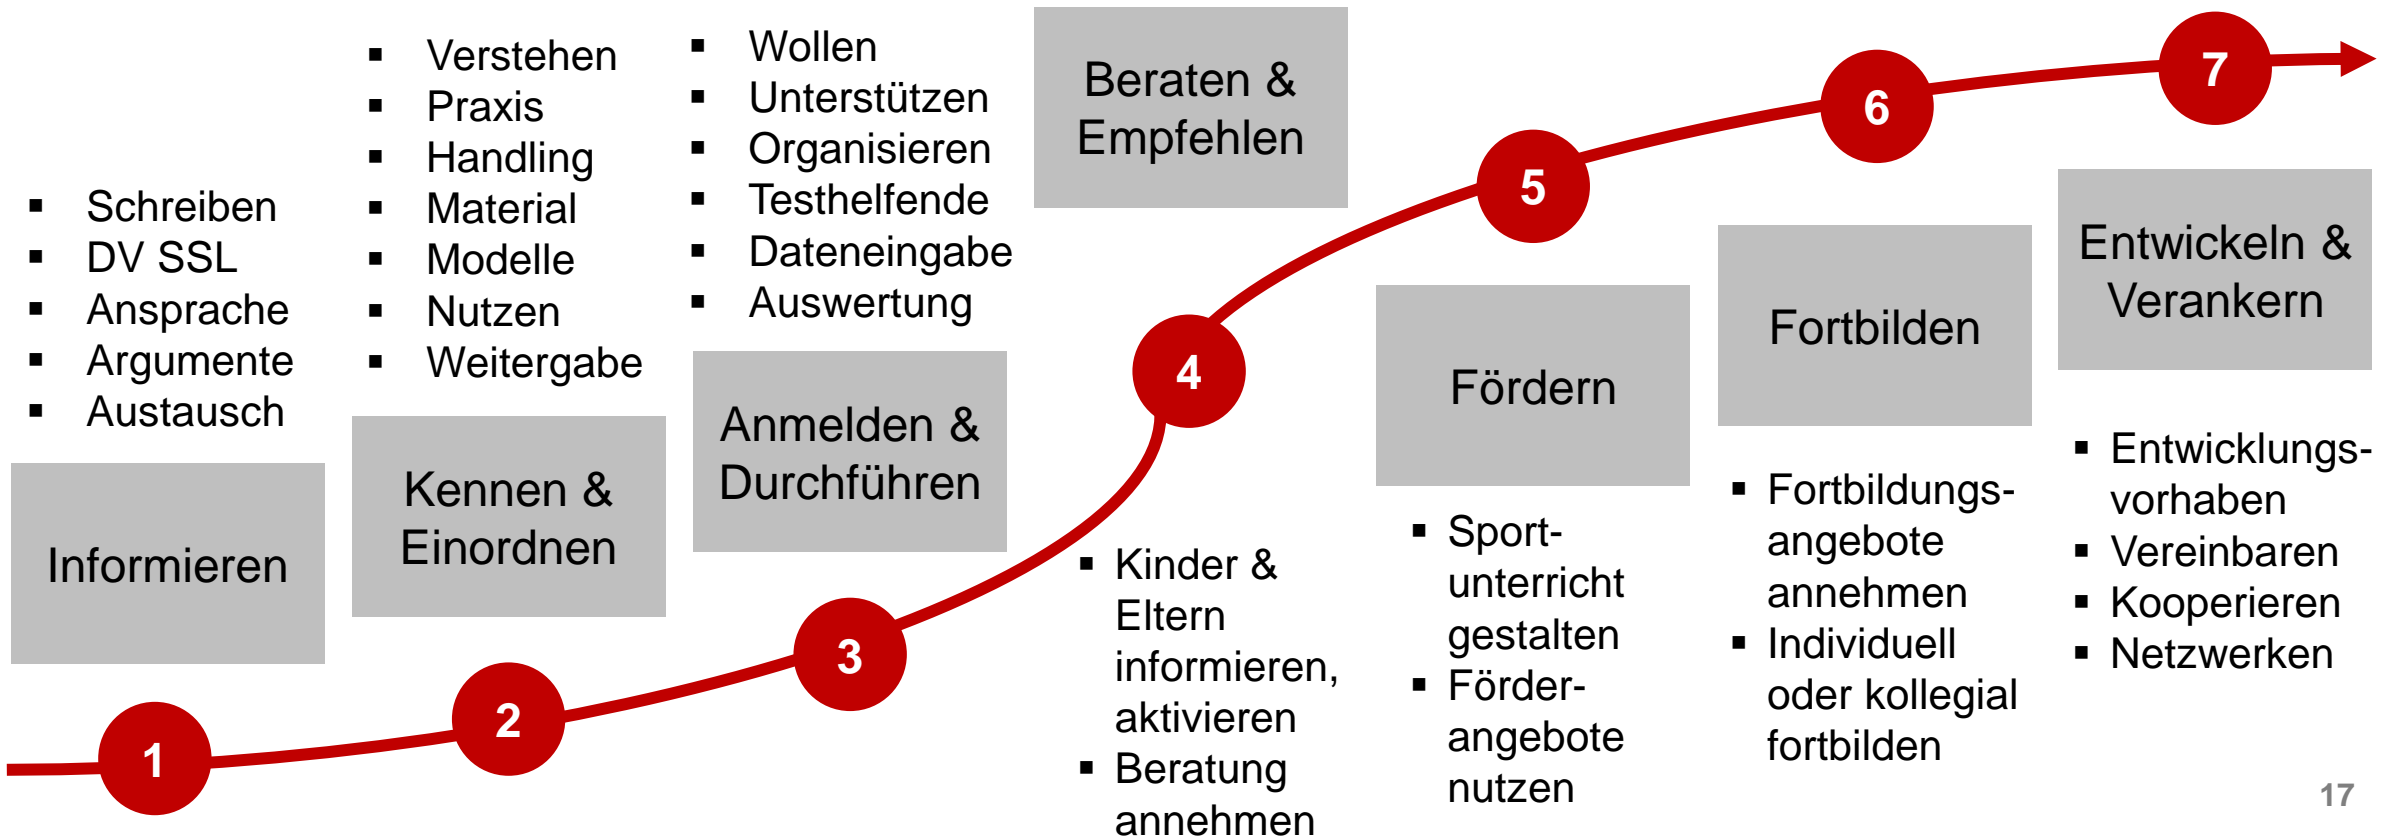 Schreiben
DV SSL
Ansprache
Argumente
Austausch
Informieren
1
Verstehen
Praxis
Handling
Material
Modelle
Nutzen
Weitergabe
Kennen &
Einordnen
2
Wollen
Unterstützen
Organisieren
Testhelfende
Dateneingabe
Auswertung
Anmelden &
Durchführen
3
Beraten &
Empfehlen
4
Kinder &
Eltern
informieren,
aktivieren
Beratung
annehmen
5
Fördern
Sport-
unterricht
gestalten
Förder-
angebote
nutzen
6
Fortbilden
Fortbildungs-
angebote
annehmen
Individuell
oder kollegial
fortbilden
7
Entwickeln &
Verankern
Entwicklungs-
vorhaben
Vereinbaren
Kooperieren
Netzwerken
17